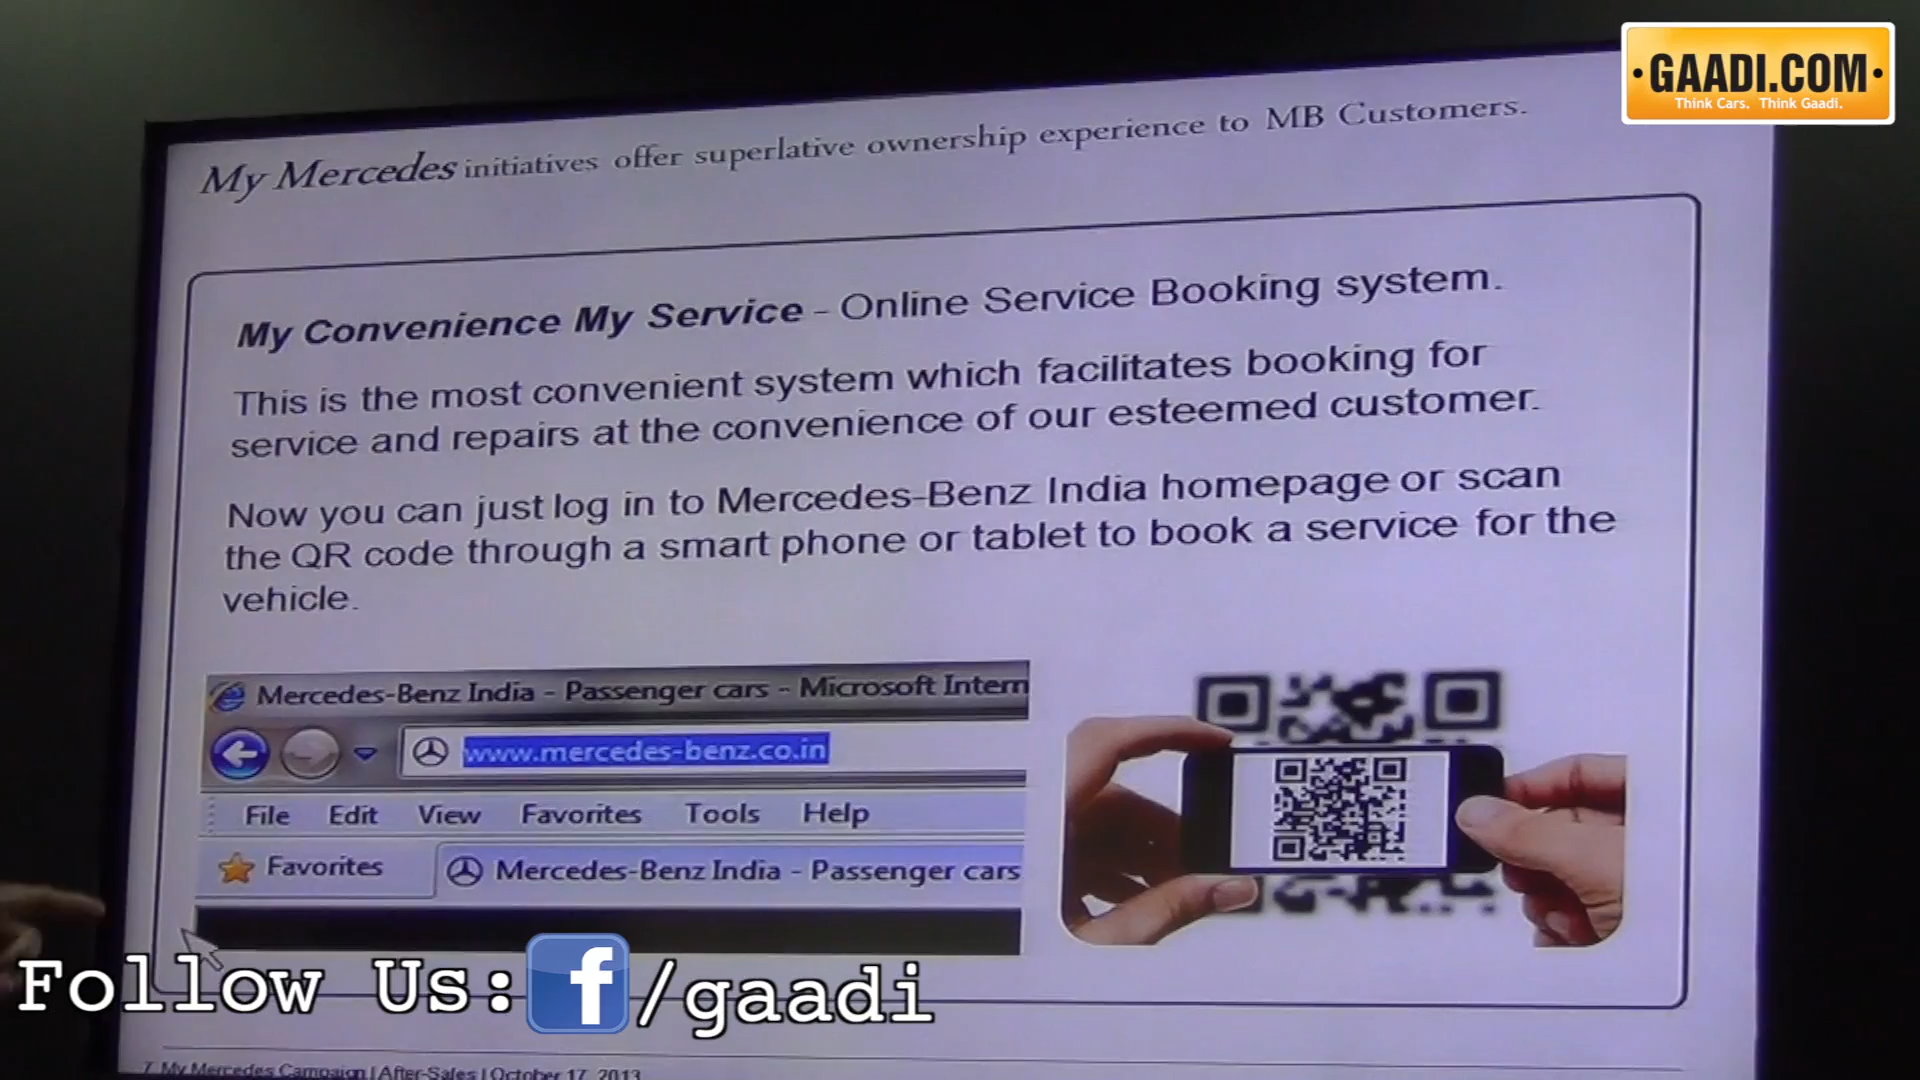 GAADI.COM
Think Cars. Think Gaadi.
My Mercedes initiatives offer superlative ownership experience to MB Customers.
My Convenience My Service - Online Service Booking system.
This is the most convenient system which facilitates booking for
service and repairs at the convenience of our esteemed customer.
Now you can just log in to Mercedes-Benz India homepage or scan
the QR code through a smart phone or tablet to book a service for the
vehicle.
Mercedes-Benz India - Passenger cars - Microsoft Intern
www.mercedes-benz.co.in
File Edit View Favorites Tools Help
Favorites Mercedes-Benz India - Passenger cars
Follow Us: f/gaadi
7 My Mercedes Campaign | After-Sales | October 17, 2013